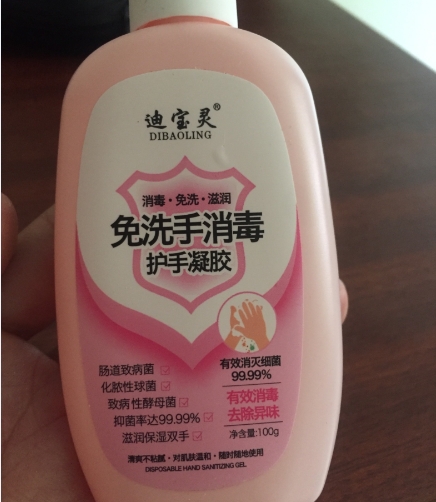 迪宝灵®
DIBAOLING
消毒·免洗·滋润
免洗手消毒
护手凝胶
肠道致病菌
化脓性球菌
致病性酵母菌
抑菌率达99.99%
滋润保湿双手
有效消灭细菌
99.99%
有效消毒
去除异味
净含量:100g
清爽不粘腻·对肌肤温和·随时随地使用
DISPOSABLE HAND SANITIZING GEL